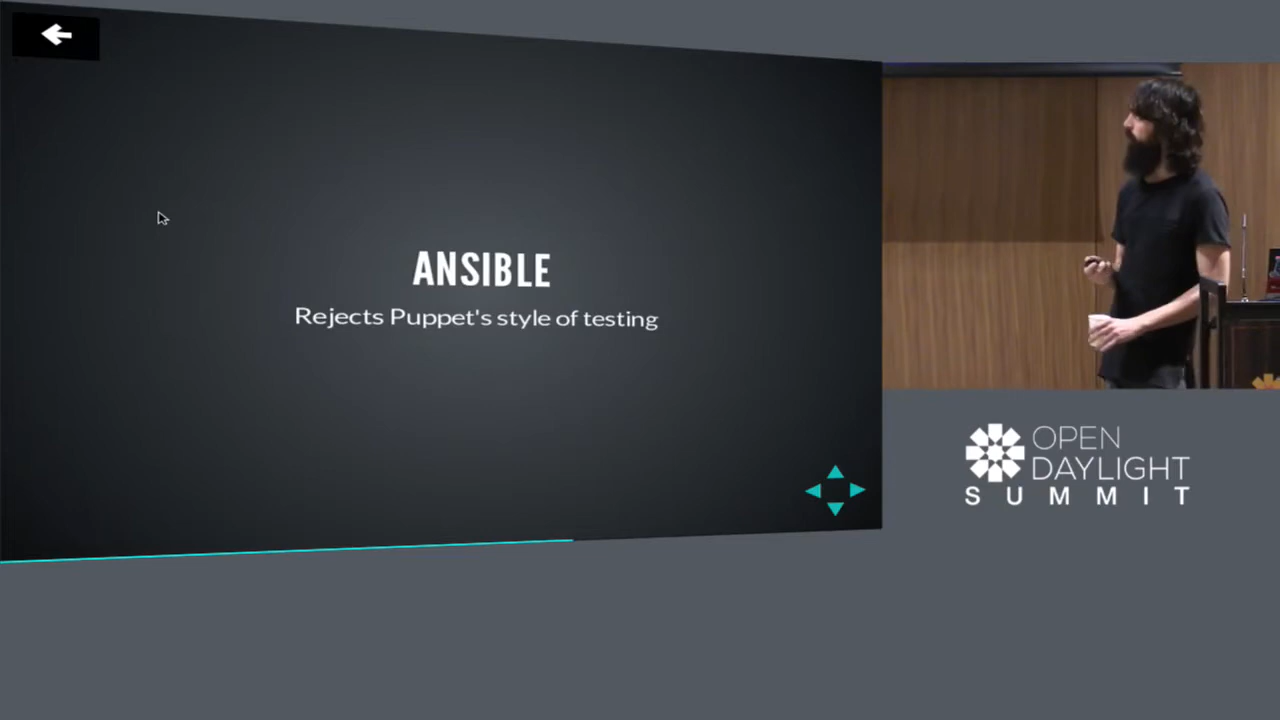 ANSIBLE
Rejects Puppet's style of testing
OPEN
DAYLIGHT
SUMMIT